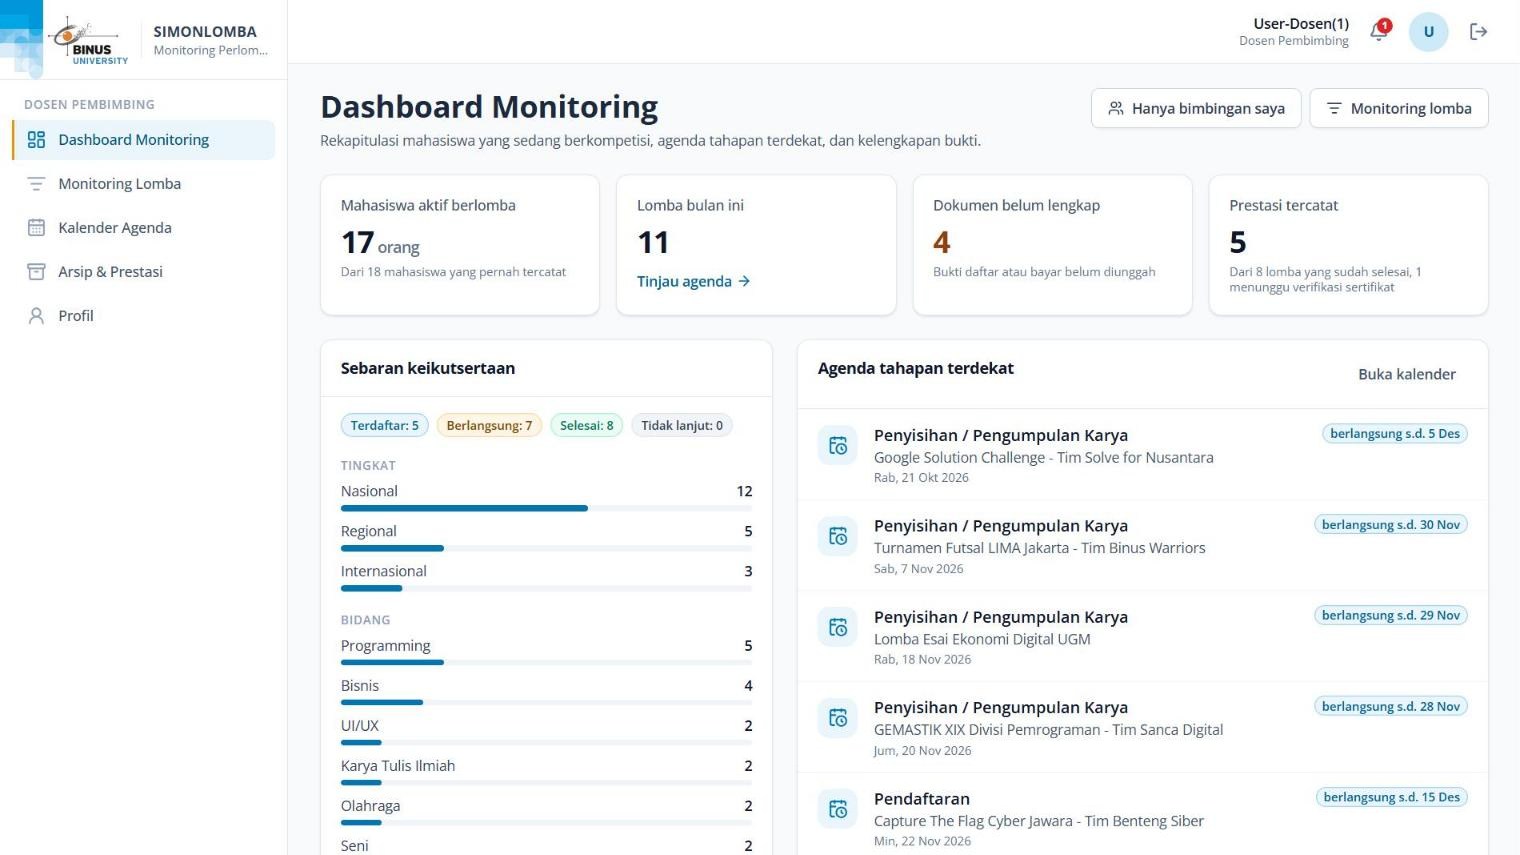 BINUS
UNIVERSITY
SIMONLOMBA
Monitoring Perlom...
User-Dosen(1)
Dosen Pembimbing
1
U
DOSEN PEMBIMBING
Dashboard Monitoring
Monitoring Lomba
Kalender Agenda
Arsip & Prestasi
Profil
Dashboard Monitoring
Rekapitulasi mahasiswa yang sedang berkompetisi, agenda tahapan terdekat, dan kelengkapan bukti.
Hanya bimbingan saya
Monitoring lomba
Mahasiswa aktif berlomba
17 orang
Dari 18 mahasiswa yang pernah tercatat
Lomba bulan ini
11
Tinjau agenda →
Dokumen belum lengkap
4
Bukti daftar atau bayar belum diunggah
Prestasi tercatat
5
Dari 8 lomba yang sudah selesai, 1
menunggu verifikasi sertifikat
Sebaran keikutsertaan
Terdaftar: 5
Berlangsung: 7
Selesai: 8
Tidak lanjut: 0
TINGKAT
Nasional 12
Regional 5
Internasional 3
BIDANG
Programming 5
Bisnis 4
UI/UX 2
Karya Tulis Ilmiah 2
Olahraga 2
Seni 2
Agenda tahapan terdekat
Buka kalender
Penyisihan / Pengumpulan Karya
berlangsung s.d. 5 Des
Google Solution Challenge - Tim Solve for Nusantara
Rab, 21 Okt 2026
Penyisihan / Pengumpulan Karya
berlangsung s.d. 30 Nov
Turnamen Futsal LIMA Jakarta - Tim Binus Warriors
Sab, 7 Nov 2026
Penyisihan / Pengumpulan Karya
berlangsung s.d. 29 Nov
Lomba Esai Ekonomi Digital UGM
Rab, 18 Nov 2026
Penyisihan / Pengumpulan Karya
berlangsung s.d. 28 Nov
GEMASTIK XIX Divisi Pemrograman - Tim Sanca Digital
Jum, 20 Nov 2026
Pendaftaran
berlangsung s.d. 15 Des
Capture The Flag Cyber Jawara - Tim Benteng Siber
Min, 22 Nov 2026